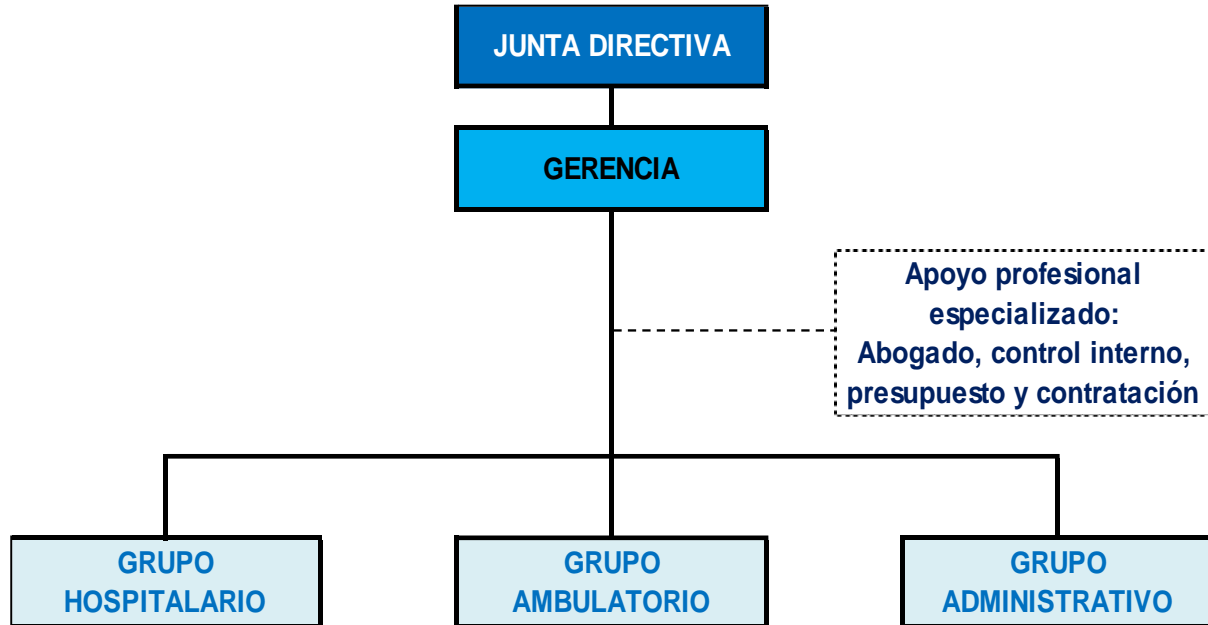 JUNTA DIRECTIVA
GERENCIA
Apoyo profesional
especializado:
Abogado, control interno,
presupuesto y contratación
GRUPO
HOSPITALARIO
GRUPO
AMBULATORIO
GRUPO
ADMINISTRATIVO